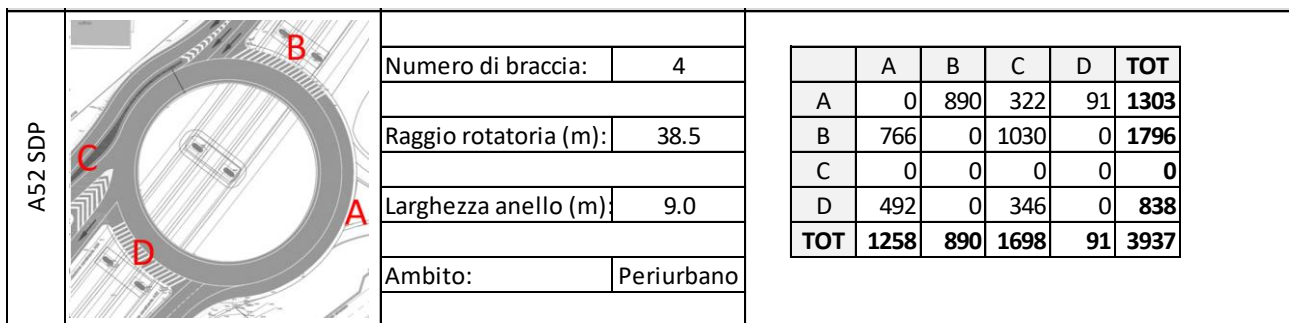 A52 SDP
B
C
A
D
Numero di braccia: 4
Raggio rotatoria (m): 38.5
Larghezza anello (m): 9.0
Ambito: Periurbano
A B C D TOT
A 0 890 322 91 1303
B 766 0 1030 0 1796
C 0 0 0 0 0
D 492 0 346 0 838
TOT 1258 890 1698 91 3937